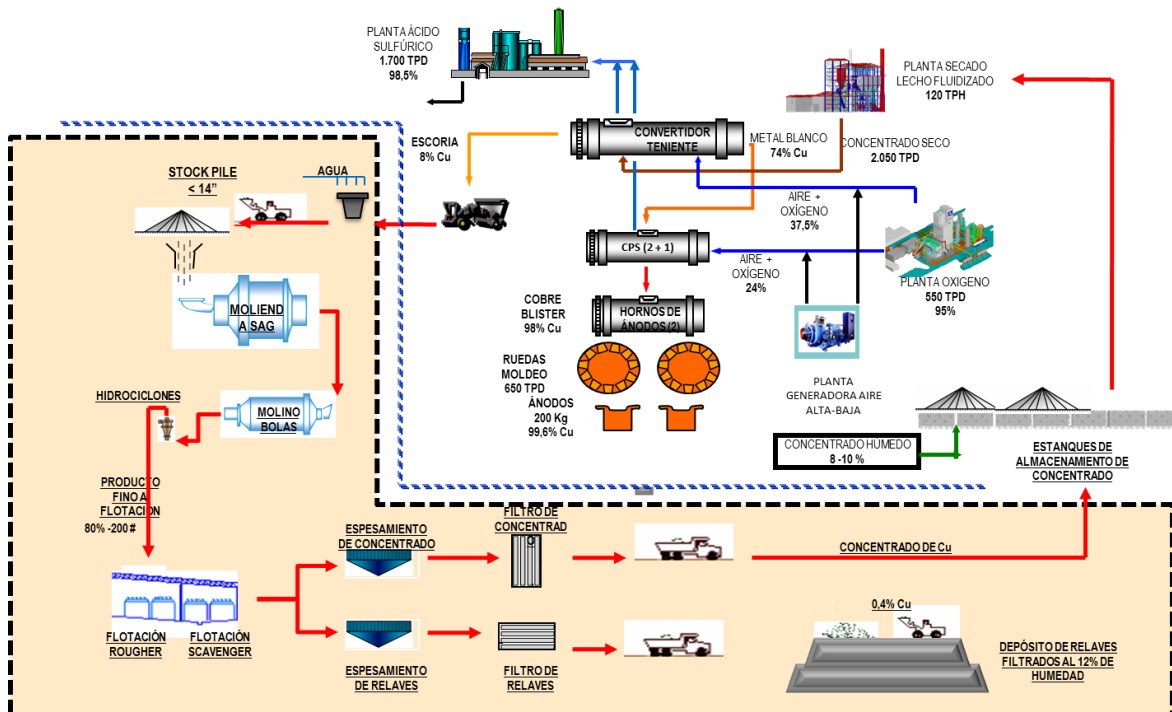 PLANTA ÁCIDO
SULFÚRICO
1.700 TPD
98,5%
PLANTA SECADO
LECHO FLUIDIZADO
120 TPH
ESCORIA
8% Cu
CONVERTIDOR
TENIENTE
METAL BLANCO
74% Cu
CONCENTRADO SECO
2.050 TPD
STOCK PILE
< 14”
AGUA
AIRE +
OXÍGENO
37,5%
CPS (2 + 1)
AIRE +
OXÍGENO
24%
PLANTA OXIGENO
550 TPD
95%
MOLIEND
A SAG
COBRE
BLISTER
98% Cu
HORNOS DE
ÁNODOS (2)
RUEDAS
MOLDEO
650 TPD
ÁNODOS
200 Kg
99,6% Cu
PLANTA
GENERADORA AIRE
ALTA-BAJA
HIDROCICLONES
MOLINO
BOLAS
CONCENTRADO HÚMEDO
8 -10 %
ESTANQUES DE
ALMACENAMIENTO DE
CONCENTRADO
PRODUCTO
FINO A
FLOTACIÓN
80% -200 #
ESPESAMIENTO
DE CONCENTRADO
FILTRO DE
CONCENTRAD
CONCENTRADO DE Cu
FLOTACIÓN
ROUGHER
FLOTACIÓN
SCAVENGER
ESPESAMIENTO
DE RELAVES
FILTRO DE
RELAVES
0,4% Cu
DEPÓSITO DE RELAVES
FILTRADOS AL 12% DE
HUMEDAD